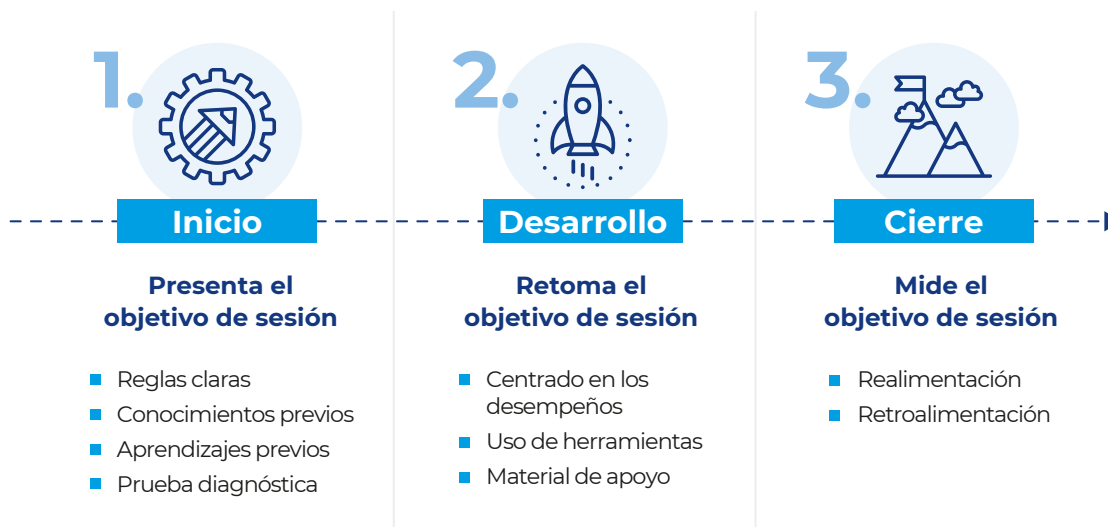 1.
Inicio
Presenta el
objetivo de sesión
Reglas claras
Conocimientos previos
Aprendizajes previos
Prueba diagnóstica
2.
Desarrollo
Retoma el
objetivo de sesión
Centrado en los
desempeños
Uso de herramientas
Material de apoyo
3.
Cierre
Mide el
objetivo de sesión
Realimentación
Retroalimentación